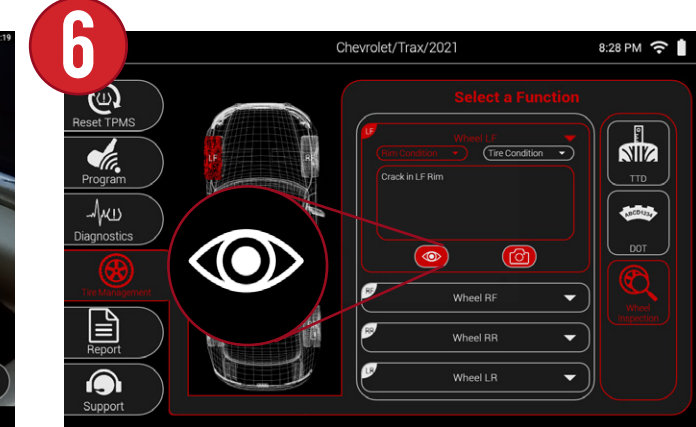 :19
6
Chevrolet/Trax/2021
8:28 PM
Reset TPMS
Program
Diagnostics
Tire Management
Report
Support
LF
RF
Select a Function
LF
Wheel LF
Rim Condition
Tire Condition
Crack in LF Rim
RF
Wheel RF
RR
Wheel RR
LR
Wheel LR
TTD
ABCD1234
DOT
Wheel
Inspection